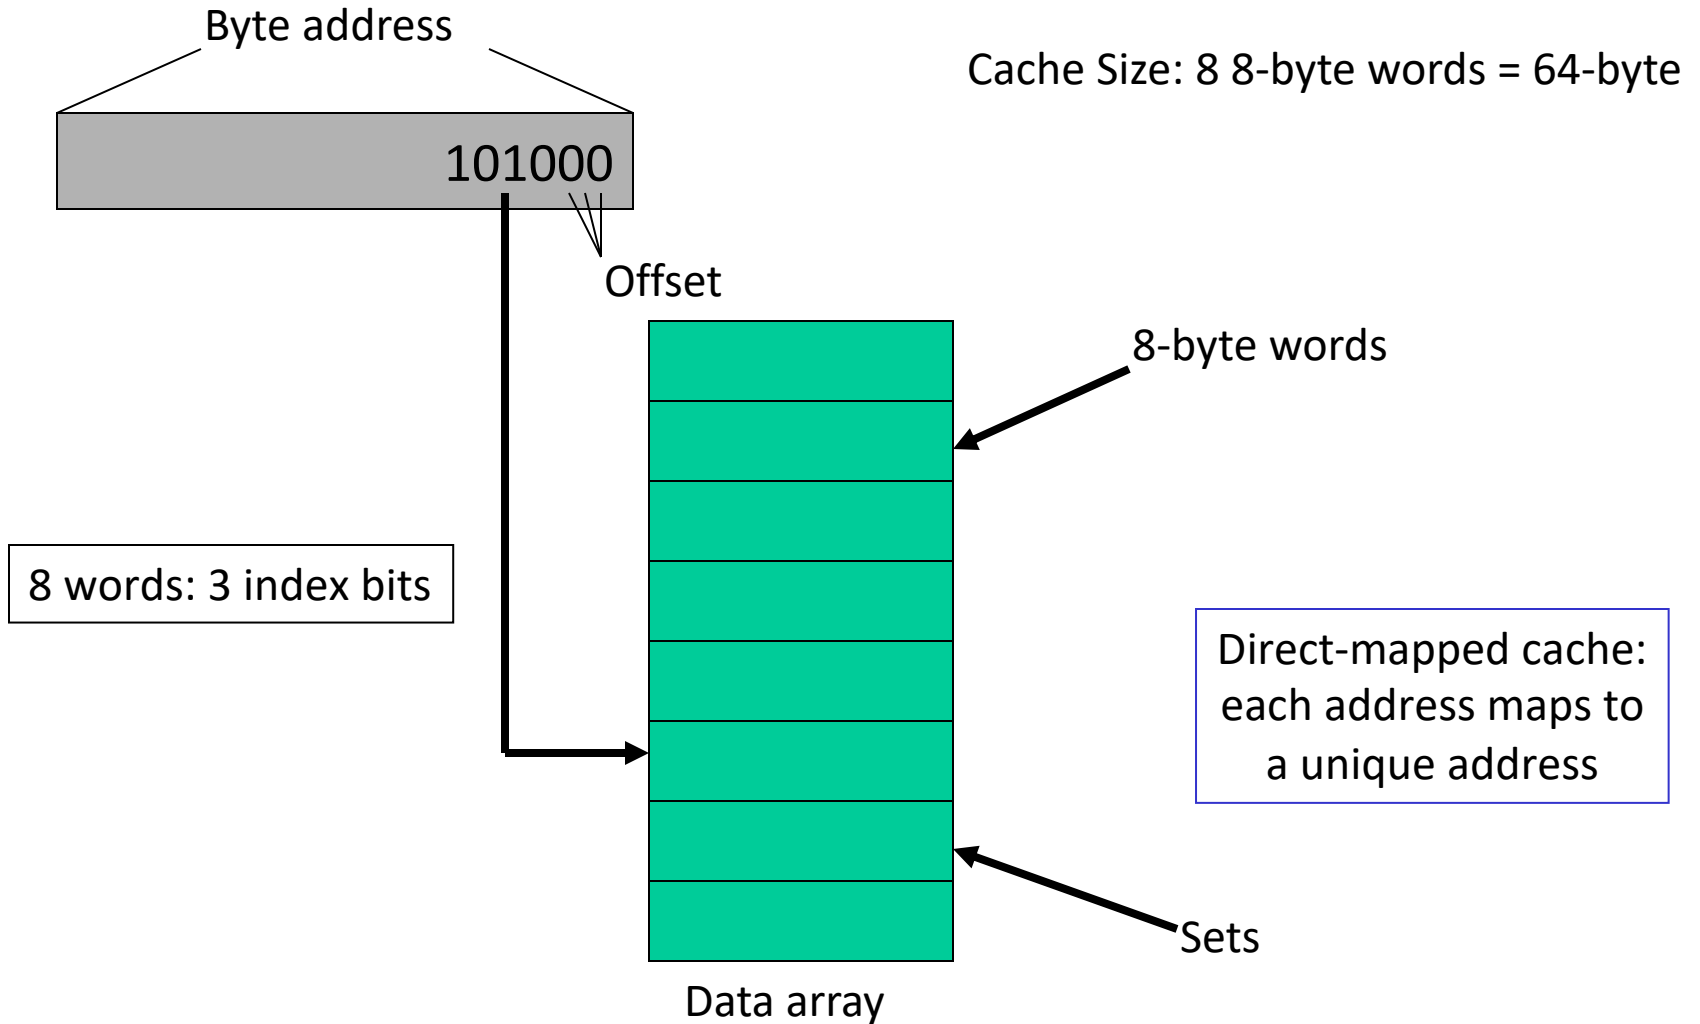 Byte address
Cache Size: 8 8-byte words = 64-byte
101000
Offset
8-byte words
8 words: 3 index bits
Direct-mapped cache:
each address maps to
a unique address
Sets
Data array